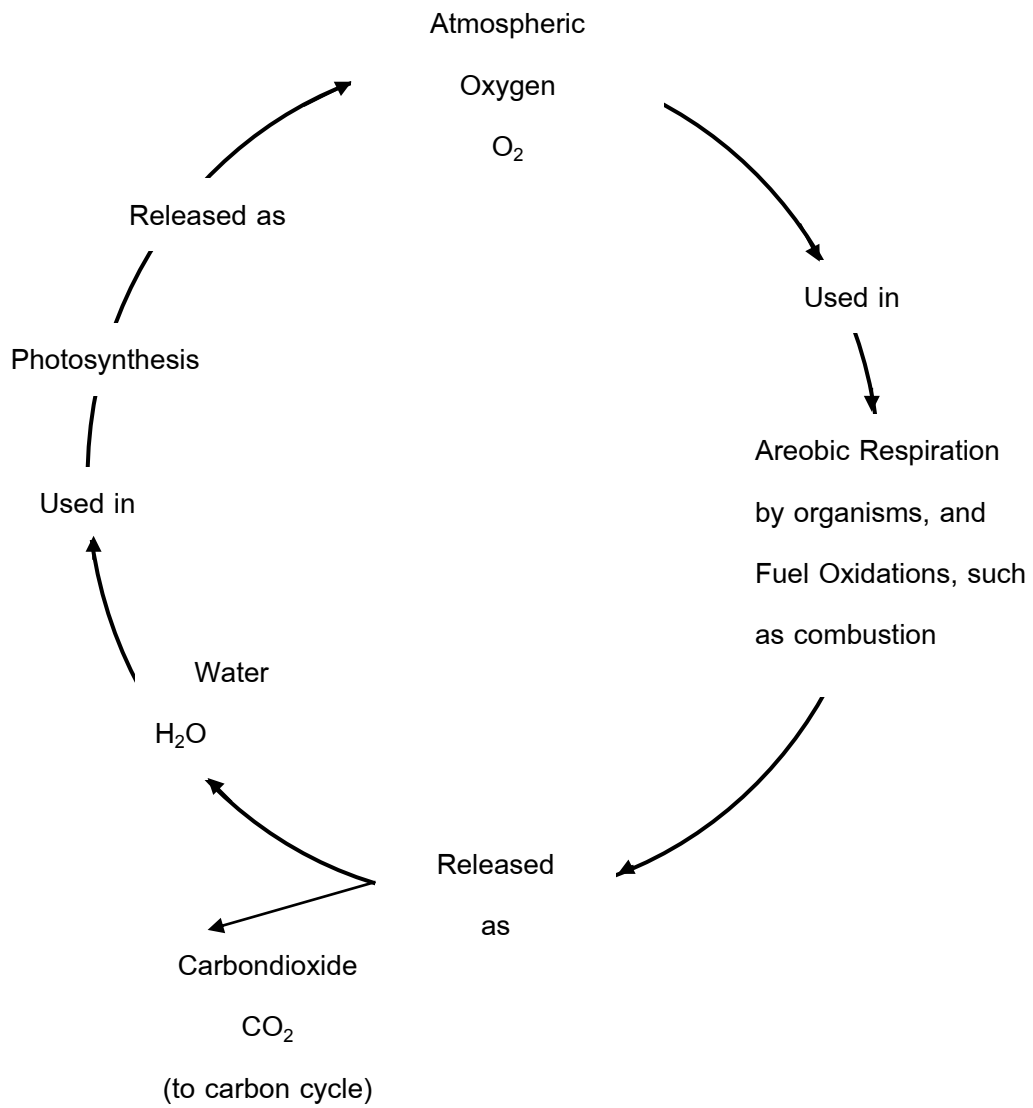 Atmospheric
Oxygen
O₂
Used in
Areobic Respiration
by organisms, and
Fuel Oxidations, such
as combustion
Released
as
Carbondioxide
CO₂
(to carbon cycle)
Water
H₂O
Used in
Photosynthesis
Released as